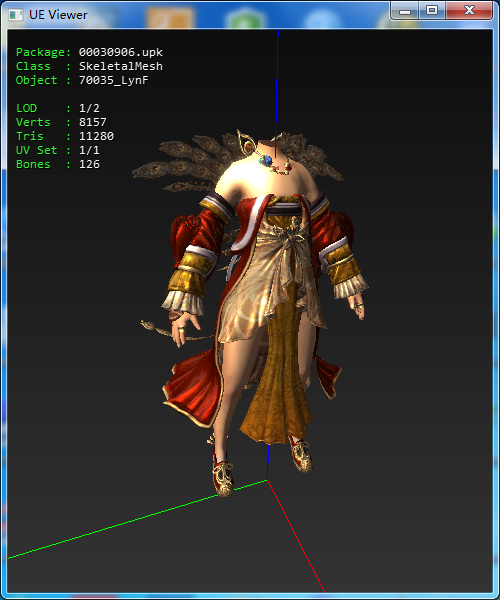 UE Viewer
Package: 00030906.upk
Class : SkeletalMesh
Object : 70035_LynF
LOD : 1/2
Verts : 8157
Tris : 11280
UV Set : 1/1
Bones : 126